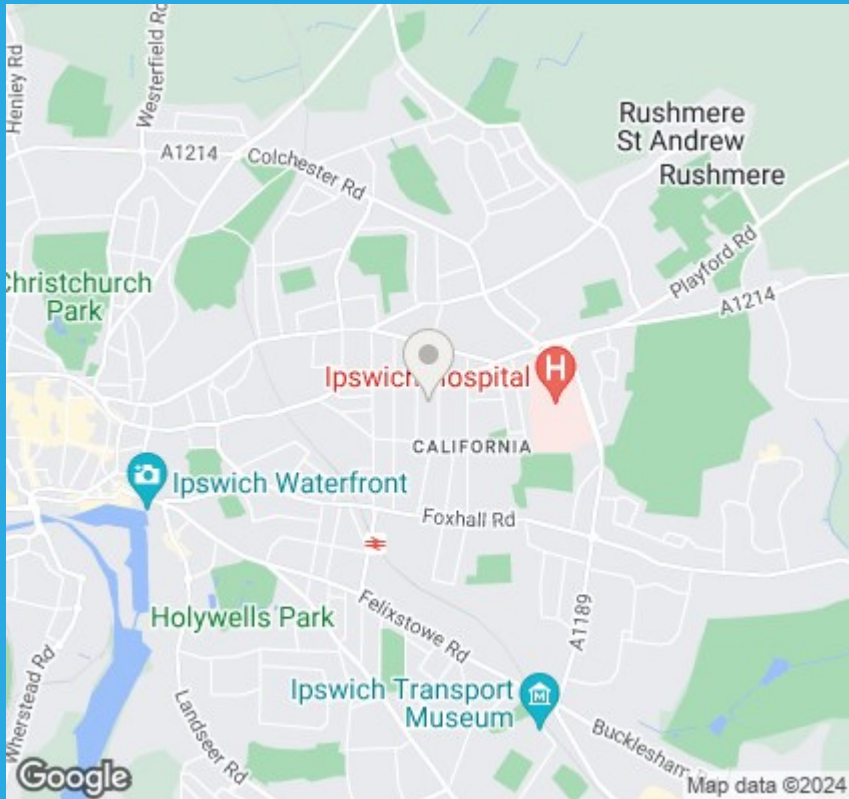 Henley Rd
Westerfield Rd
A1214
Colchester Rd
Rushmere
St Andrew
Rushmere
Playford Rd
A1214
Christchurch
Park
Ipswich Hospital
H
CALIFORNIA
Ipswich Waterfront
Foxhall Rd
Holywells Park
Felixstowe Rd
A1189
Wherstead Rd
Landseer Rd
Ipswich Transport
Museum
M
Bucklesham
Google
Map data ©2024